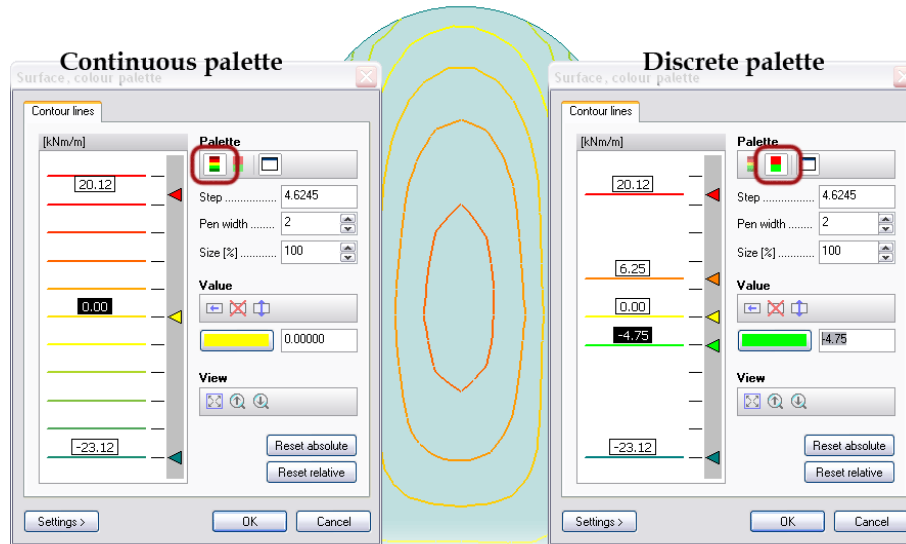 Continuous palette
Surface, colour palette
Contour lines
[kNm/m]
Palette
20.12
Step
4.6245
Pen width
2
Size [%]
100
Value
0.00
0.00000
View
-23.12
Reset absolute
Reset relative
Settings >
OK
Cancel
Discrete palette
Surface, colour palette
Contour lines
[kNm/m]
Palette
20.12
Step
4.6245
Pen width
2
Size [%]
100
6.25
Value
0.00
-4.75
-4.75
View
-23.12
Reset absolute
Reset relative
Settings >
OK
Cancel